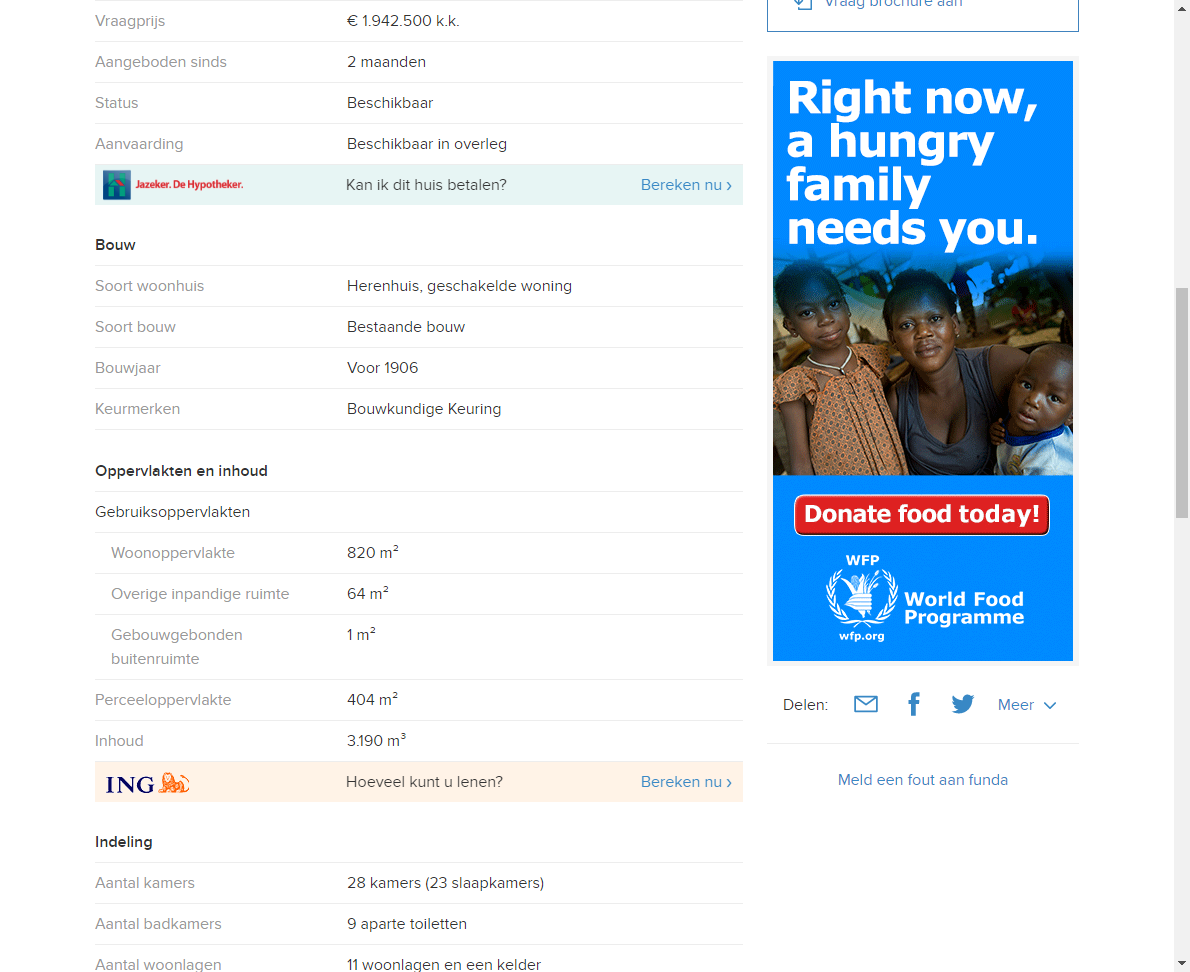 Vraagprijs € 1.942.500 k.k.
Aangeboden sinds 2 maanden
Status Beschikbaar
Aanvaarding Beschikbaar in overleg
Jazeker. De Hypotheker. Kan ik dit huis betalen? Bereken nu ›
Bouw
Soort woonhuis Herenhuis, geschakelde woning
Soort bouw Bestaande bouw
Bouwjaar Voor 1906
Keurmerken Bouwkundige Keuring
Oppervlakten en inhoud
Gebruiksoppervlakten
Woonoppervlakte 820 m²
Overige inpandige ruimte 64 m²
Gebouwgebonden 1 m²
buitenruimte
Perceeloppervlakte 404 m²
Inhoud 3.190 m³
ING Hoeveel kunt u lenen? Bereken nu ›
Indeling
Aantal kamers 28 kamers (23 slaapkamers)
Aantal badkamers 9 aparte toiletten
Aantal woonlagen 11 woonlagen en een kelder
Vraag brochure aan
Right now,
a hungry
family
needs you.
Donate food today!
WFP
World Food
Programme
wfp.org
Delen: Meer
Meld een fout aan funda